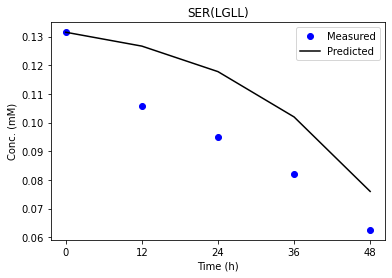 SER(LGLL)
Measured
Predicted
Conc. (mM)
0.13
0.12
0.11
0.10
0.09
0.08
0.07
0.06
0 12 24 36 48
Time (h)